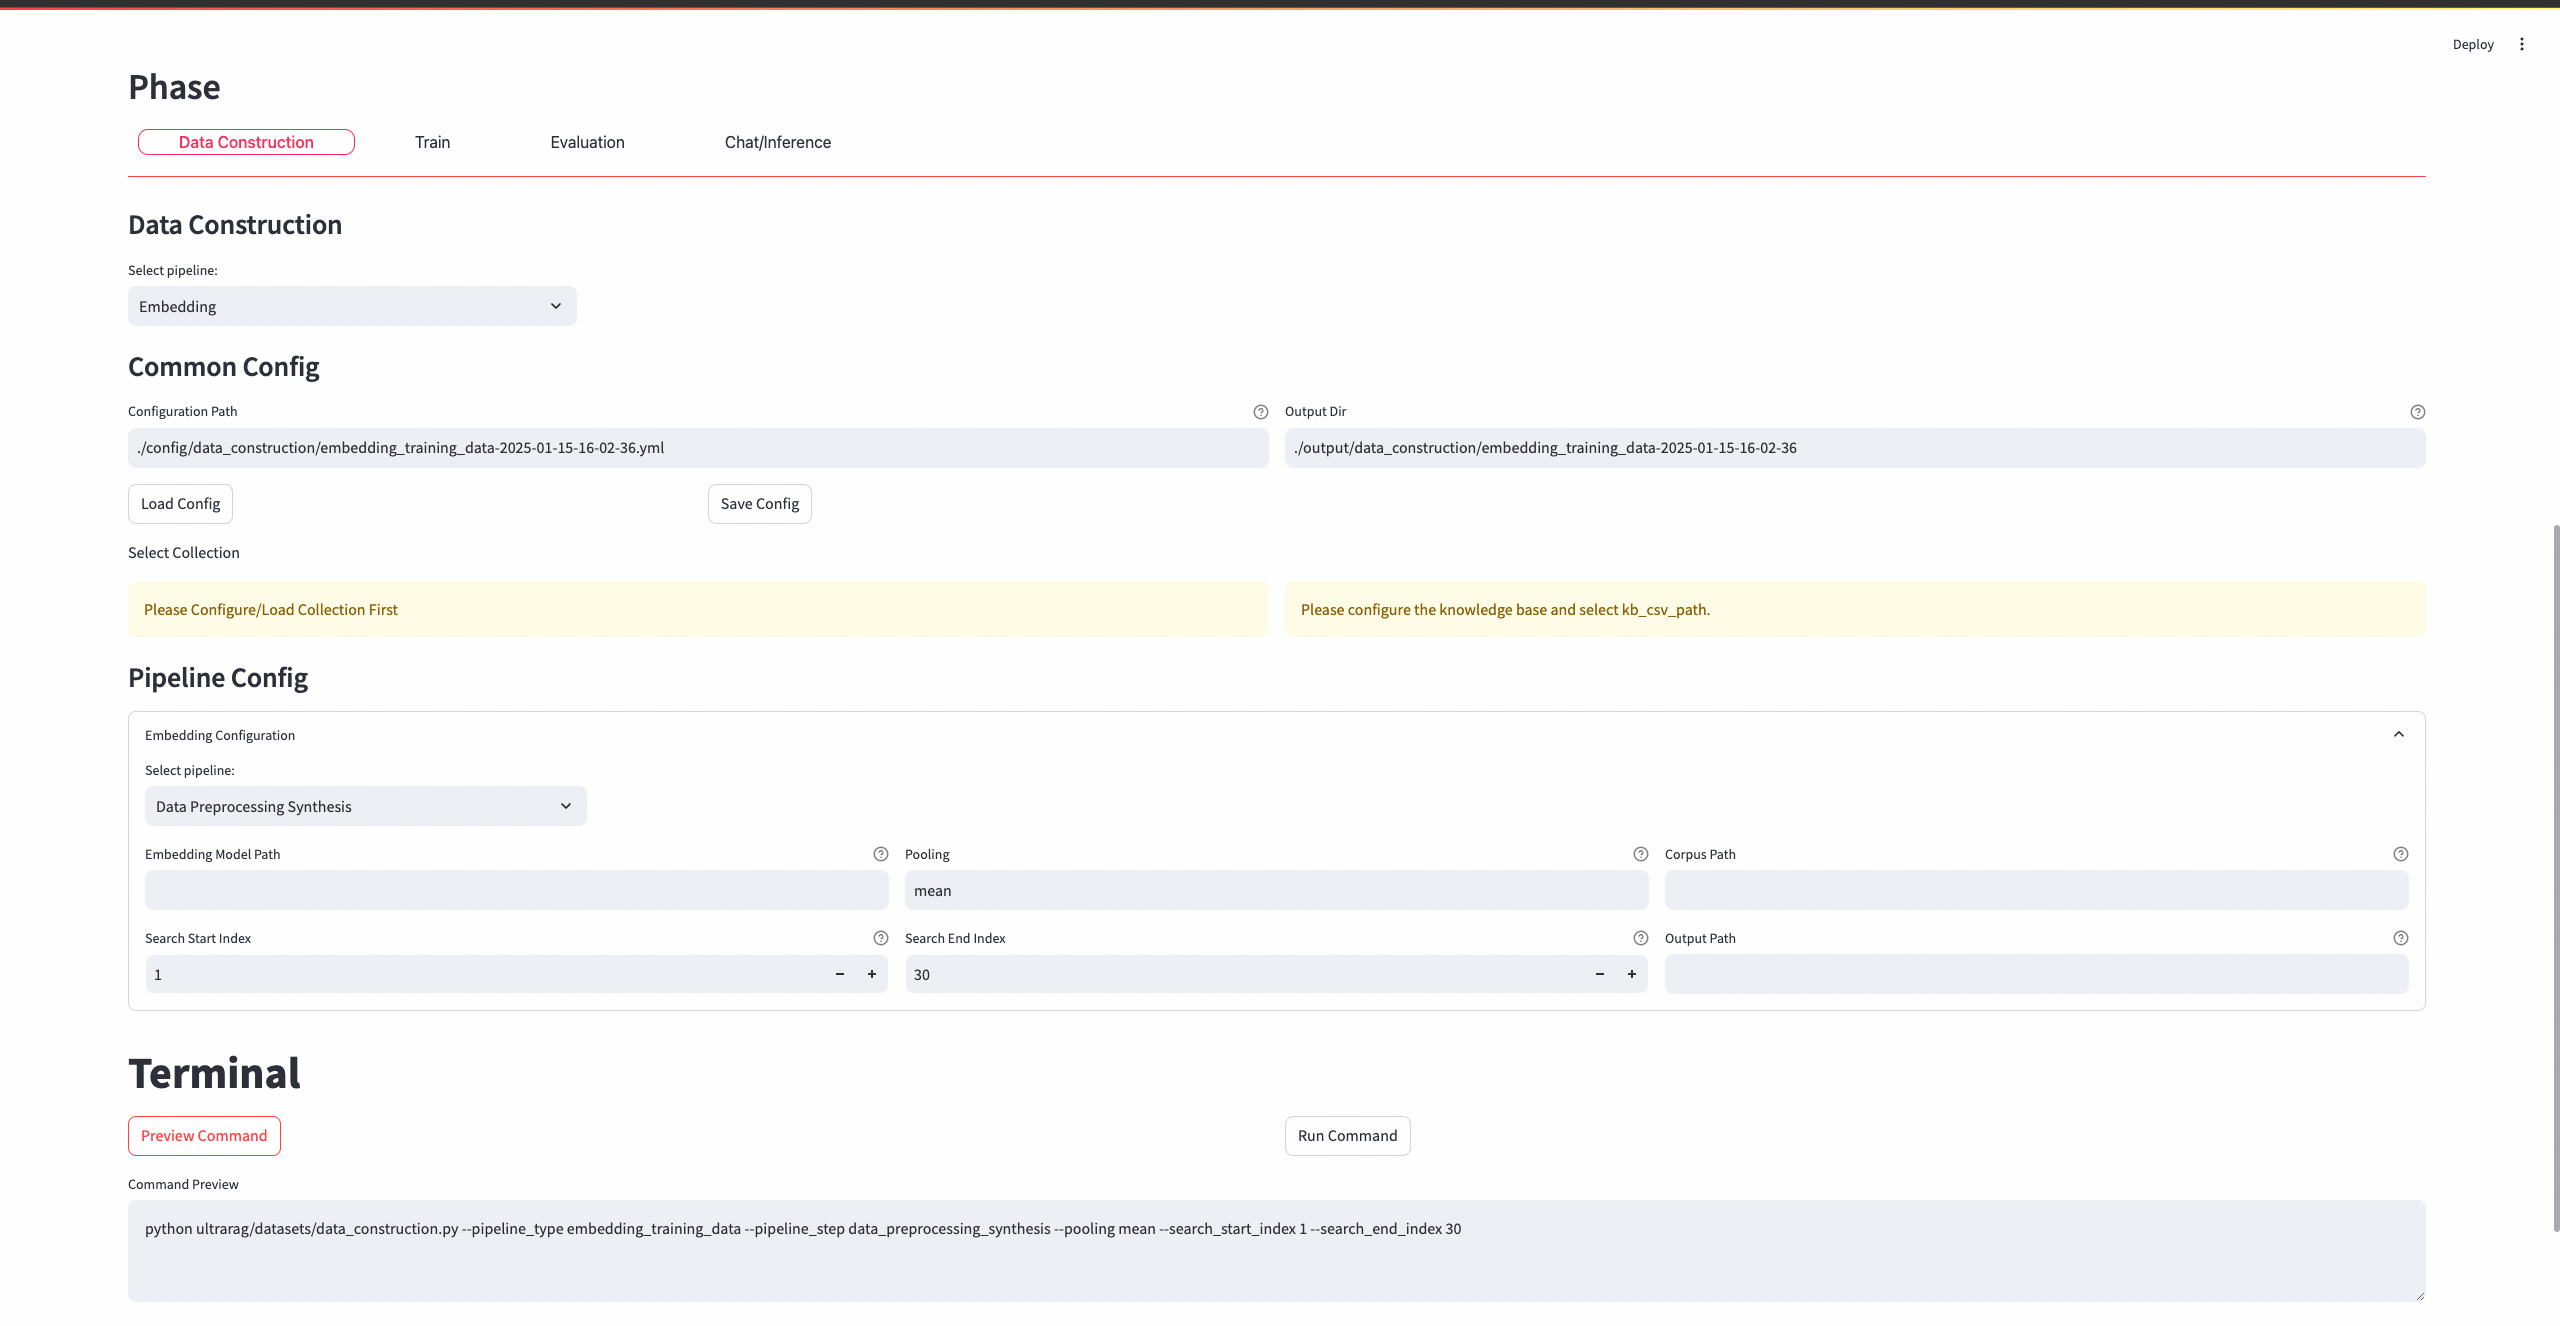 Deploy
Phase
Data Construction Train Evaluation Chat/Inference
Data Construction
Select pipeline:
Embedding
Common Config
Configuration Path Output Dir
./config/data_construction/embedding_training_data-2025-01-15-16-02-36.yml ./output/data_construction/embedding_training_data-2025-01-15-16-02-36
Load Config Save Config
Select Collection
Please Configure/Load Collection First Please configure the knowledge base and select kb_csv_path.
Pipeline Config
Embedding Configuration
Select pipeline:
Data Preprocessing Synthesis
Embedding Model Path Pooling Corpus Path
mean
Search Start Index Search End Index Output Path
1 − + 30 − +
Terminal
Preview Command Run Command
Command Preview
python ultrarag/datasets/data_construction.py --pipeline_type embedding_training_data --pipeline_step data_preprocessing_synthesis --pooling mean --search_start_index 1 --search_end_index 30